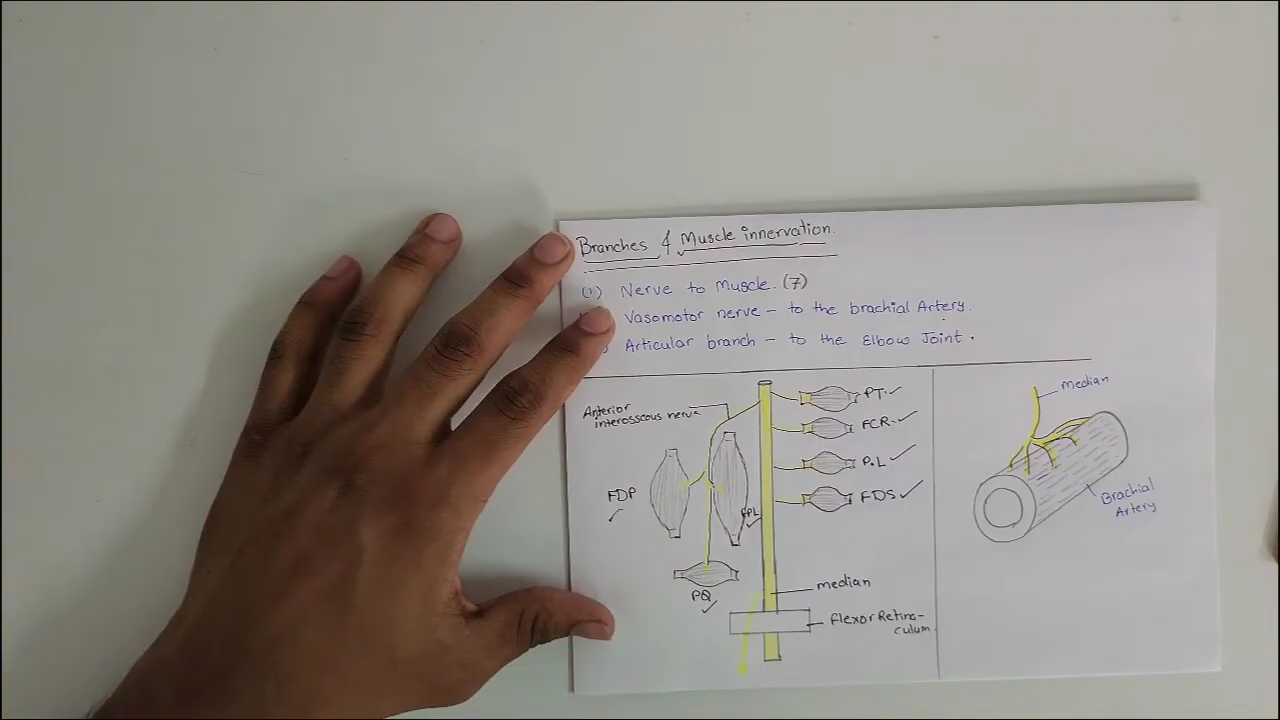 Branches & Muscle innervation.
(1) Nerve to Muscle. (7)
Vasomotor nerve - to the brachial Artery.
) Articular branch - to the Elbow Joint.
Anterior
interosseous nerve
PT.
FCR.
P.L
FDS
FDP
FPL
PQ
median
flexor Retina-
culum.
median
Brachial
Artery